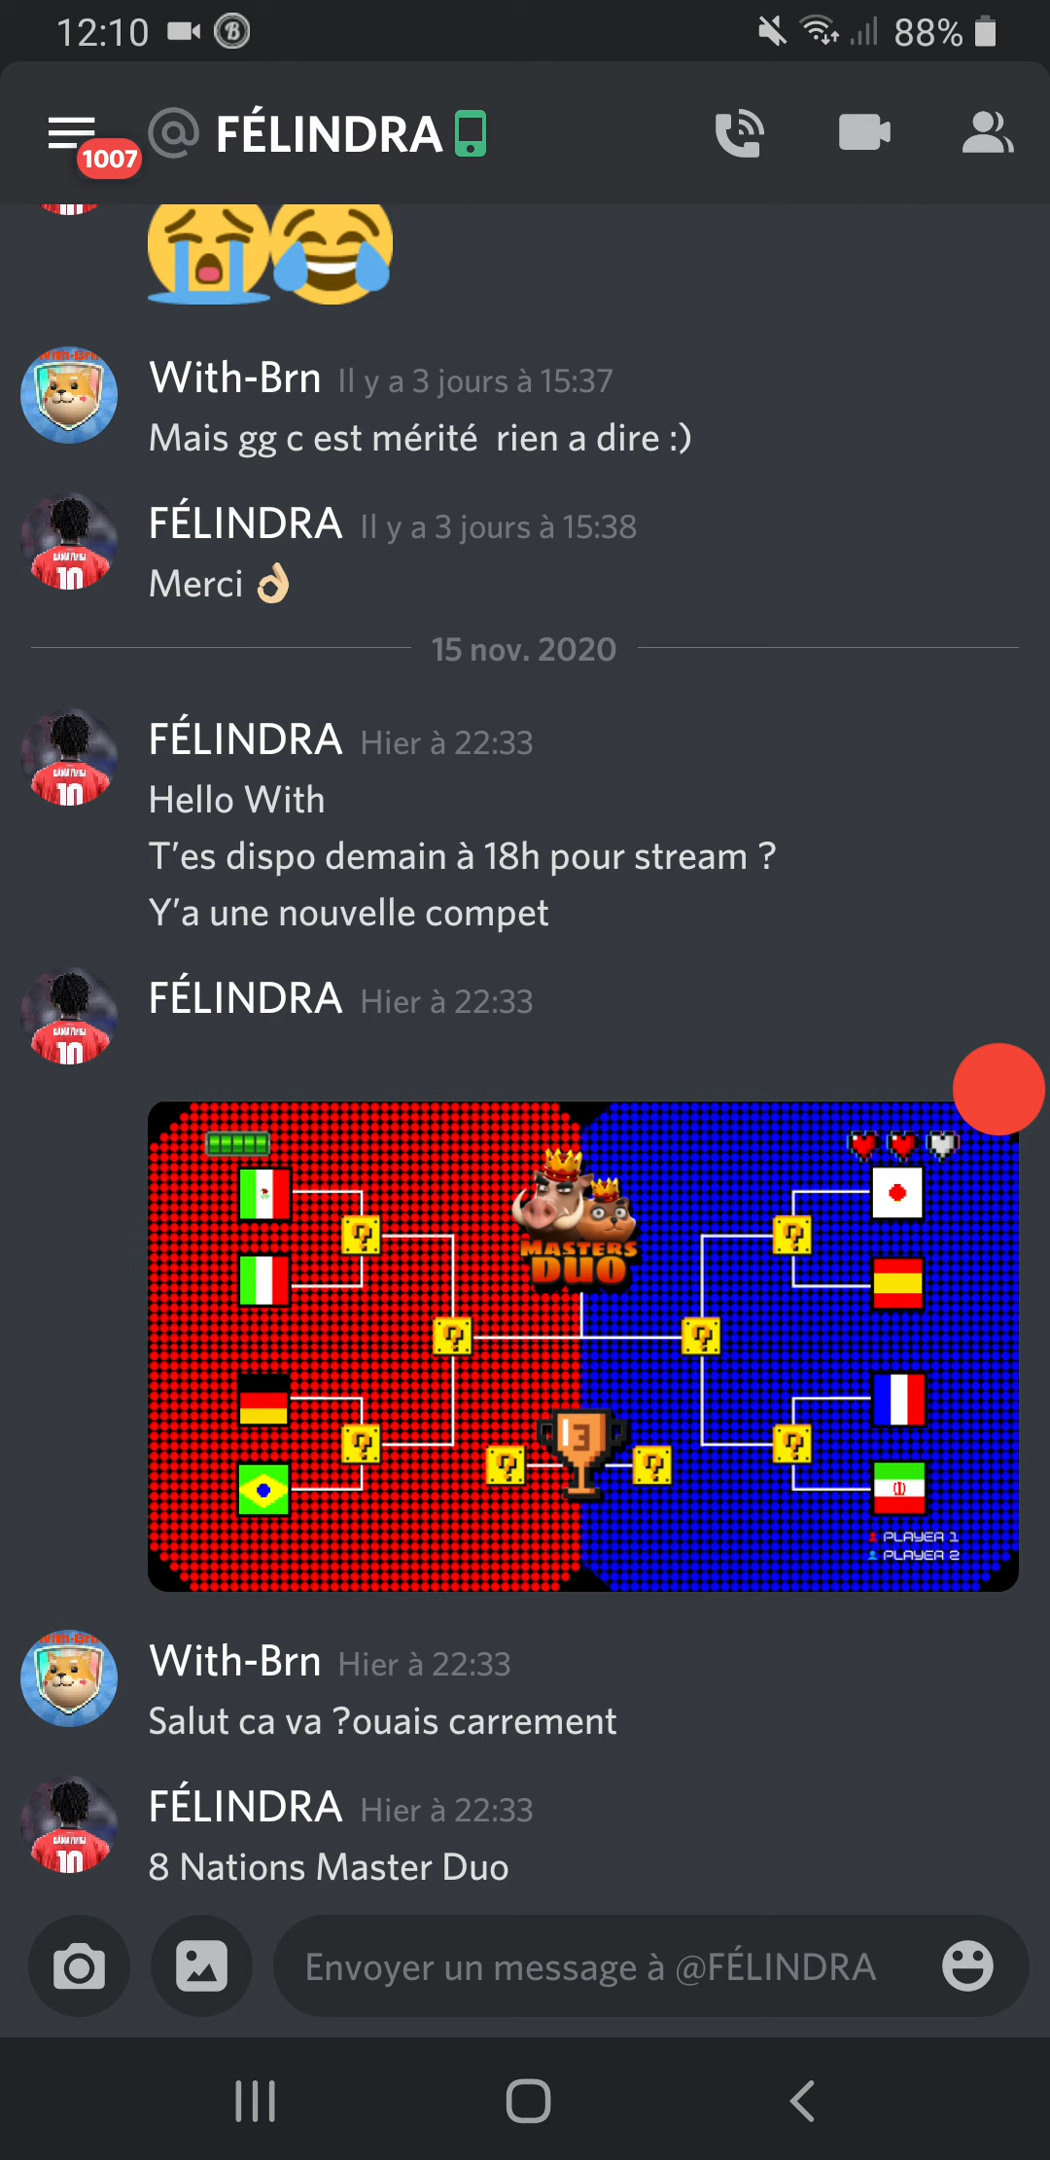 12:10
88%
1007
FÉLINDRA
With-Brn Il y a 3 jours à 15:37
Mais gg c est mérité  rien a dire :)
FÉLINDRA Il y a 3 jours à 15:38
Merci 👌🏼
15 nov. 2020
FÉLINDRA Hier à 22:33
Hello With
T’es dispo demain à 18h pour stream ?
Y’a une nouvelle compet
FÉLINDRA Hier à 22:33
MASTERS
DUO
3
PLAYER 1
PLAYER 2
With-Brn Hier à 22:33
Salut ca va ?ouais carrement
FÉLINDRA Hier à 22:33
8 Nations Master Duo
Envoyer un message à @FÉLINDRA